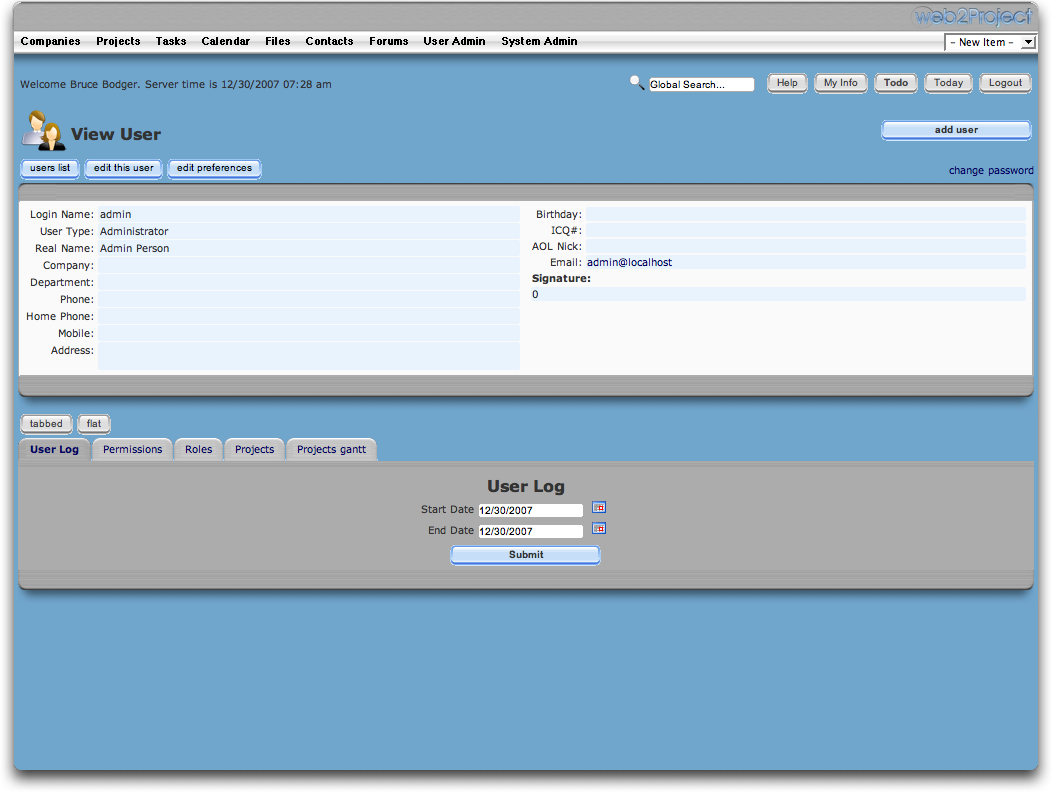 web2Project
Companies Projects Tasks Calendar Files Contacts Forums User Admin System Admin
- New Item -
Welcome Bruce Bodger. Server time is 12/30/2007 07:28 am
Global Search... Help My Info Todo Today Logout
View User
add user
users list edit this user edit preferences
change password
Login Name: admin
User Type: Administrator
Real Name: Admin Person
Company:
Department:
Phone:
Home Phone:
Mobile:
Address:
Birthday:
ICQ#:
AOL Nick:
Email: admin@localhost
Signature:
0
tabbed flat
User Log Permissions Roles Projects Projects gantt
User Log
Start Date 12/30/2007
End Date 12/30/2007
Submit